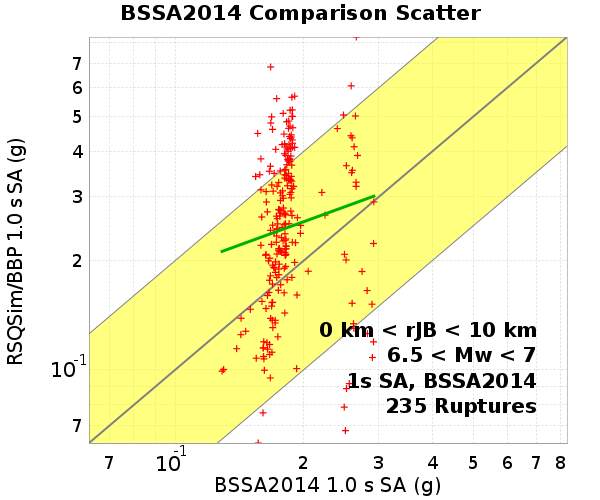 BSSA2014 Comparison Scatter
RSQSim/BBP 1.0 s SA (g)
7
6
5
4
3
2
10-1
7
0 km < rJB < 10 km
6.5 < Mw < 7
1s SA, BSSA2014
235 Ruptures
7 10-1 2 3 4 5 6 7 8
BSSA2014 1.0 s SA (g)